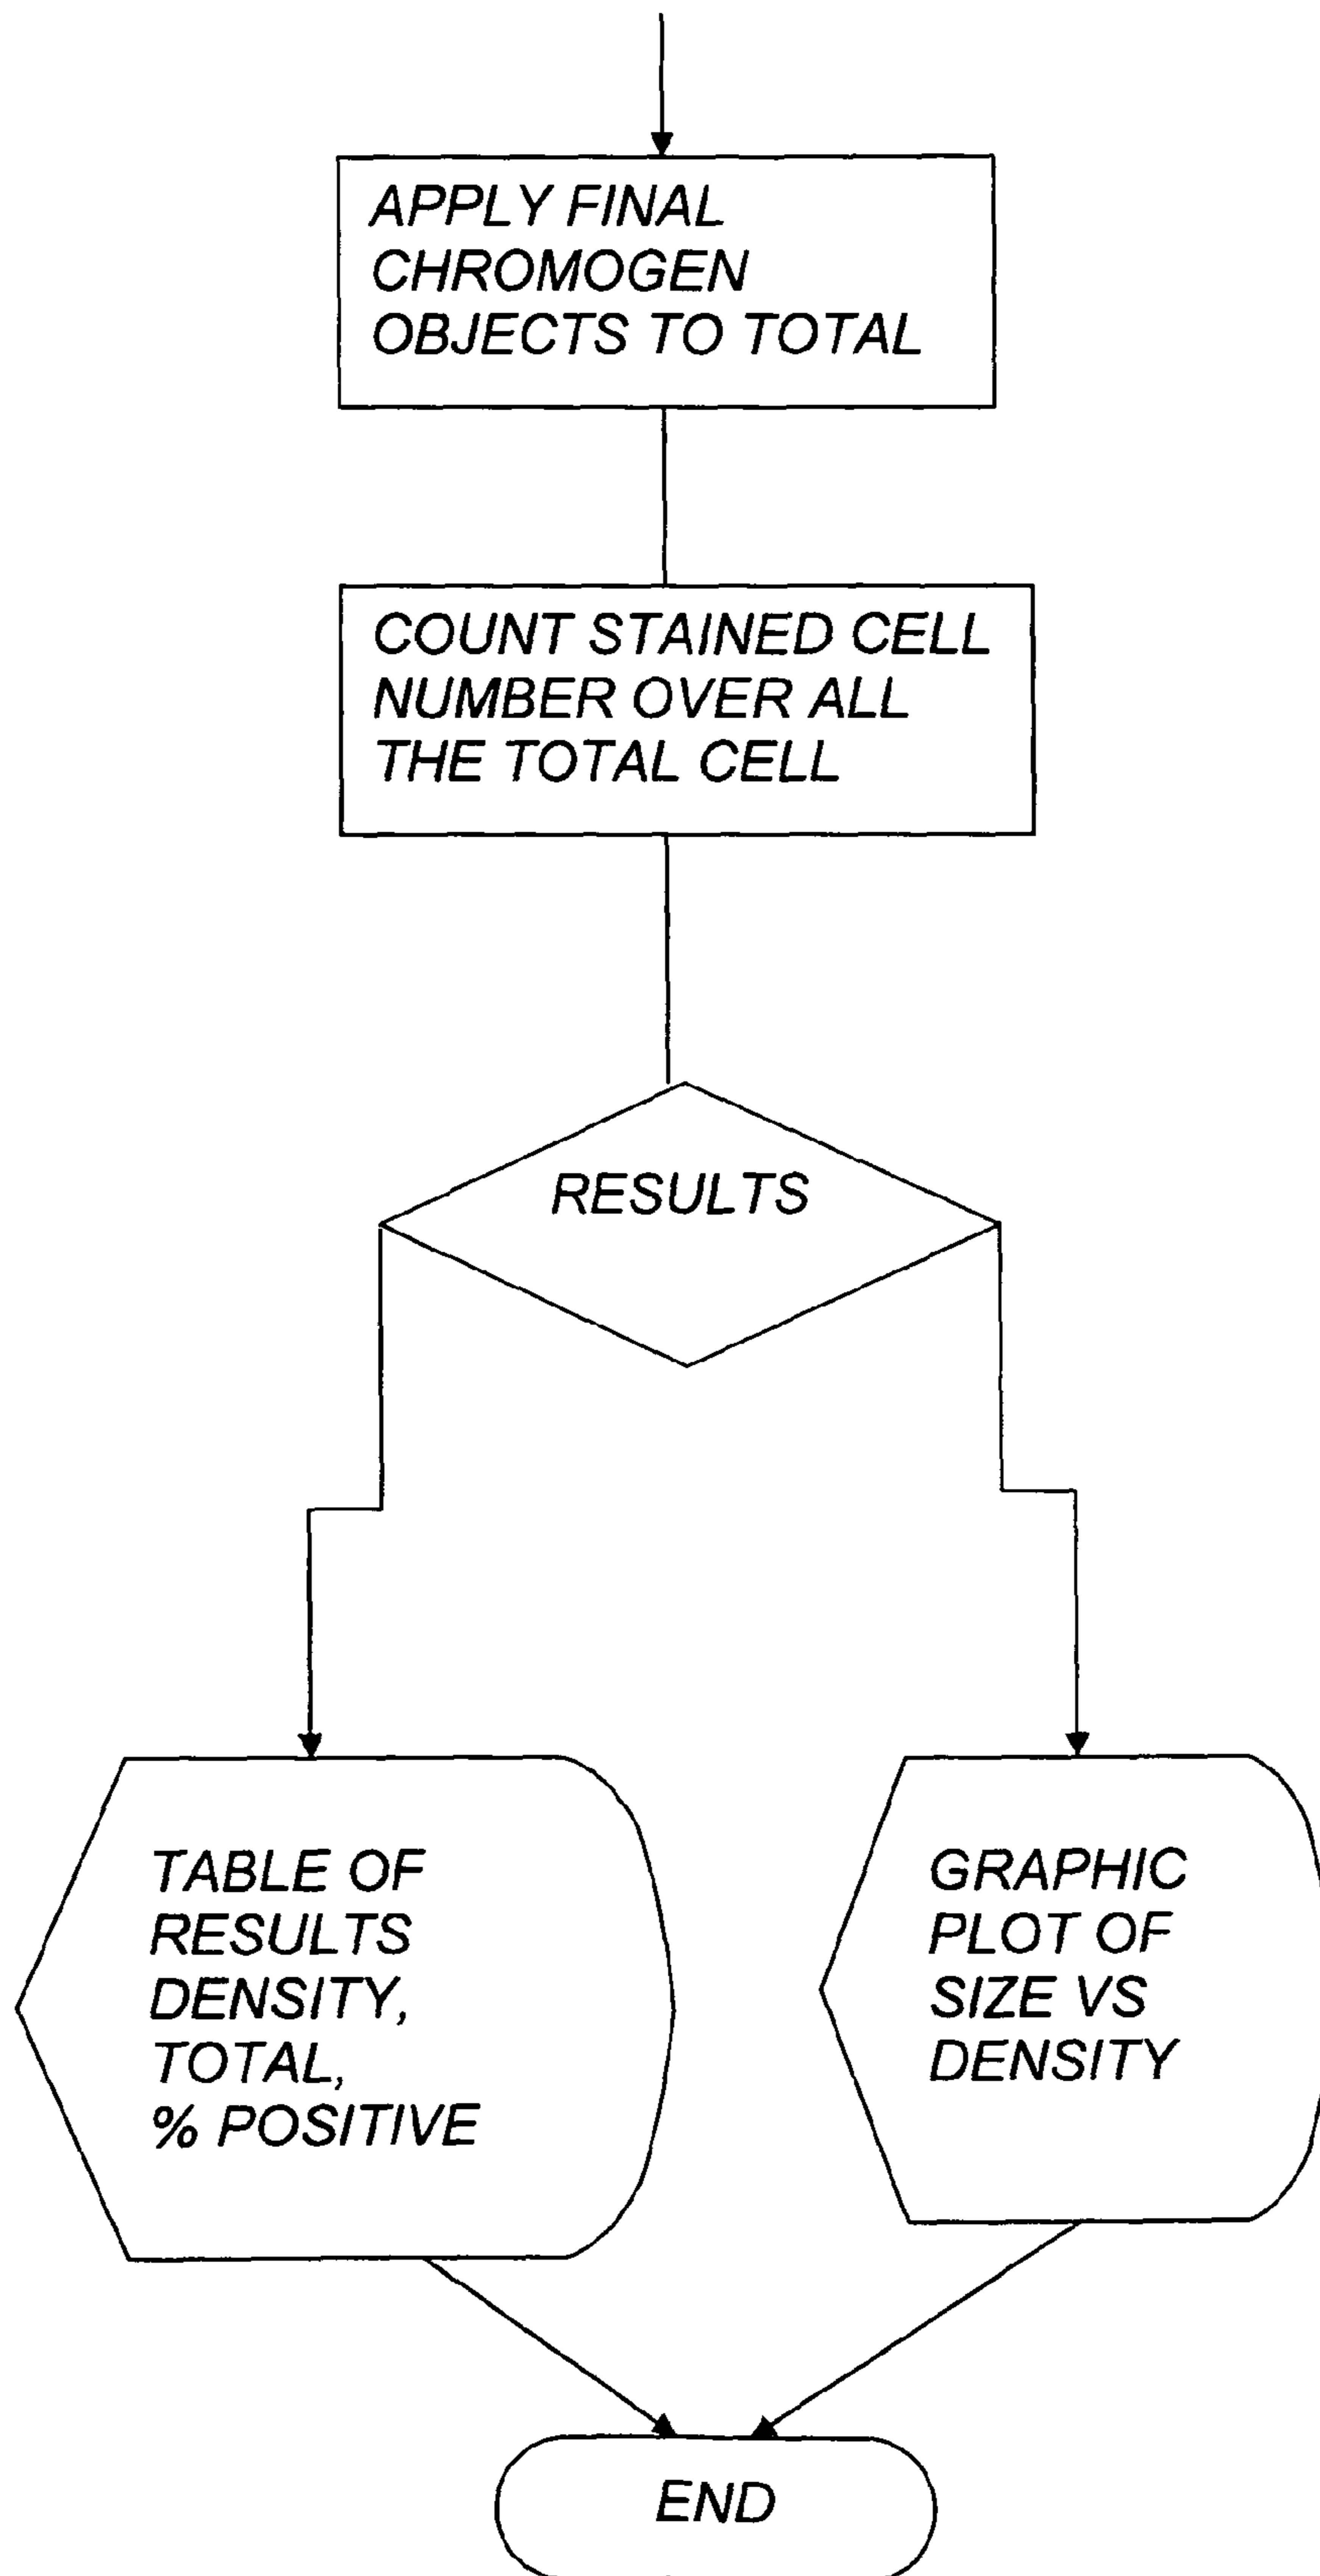 APPLY FINAL
CHROMOGEN
OBJECTS TO TOTAL
COUNT STAINED CELL
NUMBER OVER ALL
THE TOTAL CELL
RESULTS
TABLE OF
RESULTS
DENSITY,
TOTAL,
% POSITIVE
GRAPHIC
PLOT OF
SIZE VS
DENSITY
END